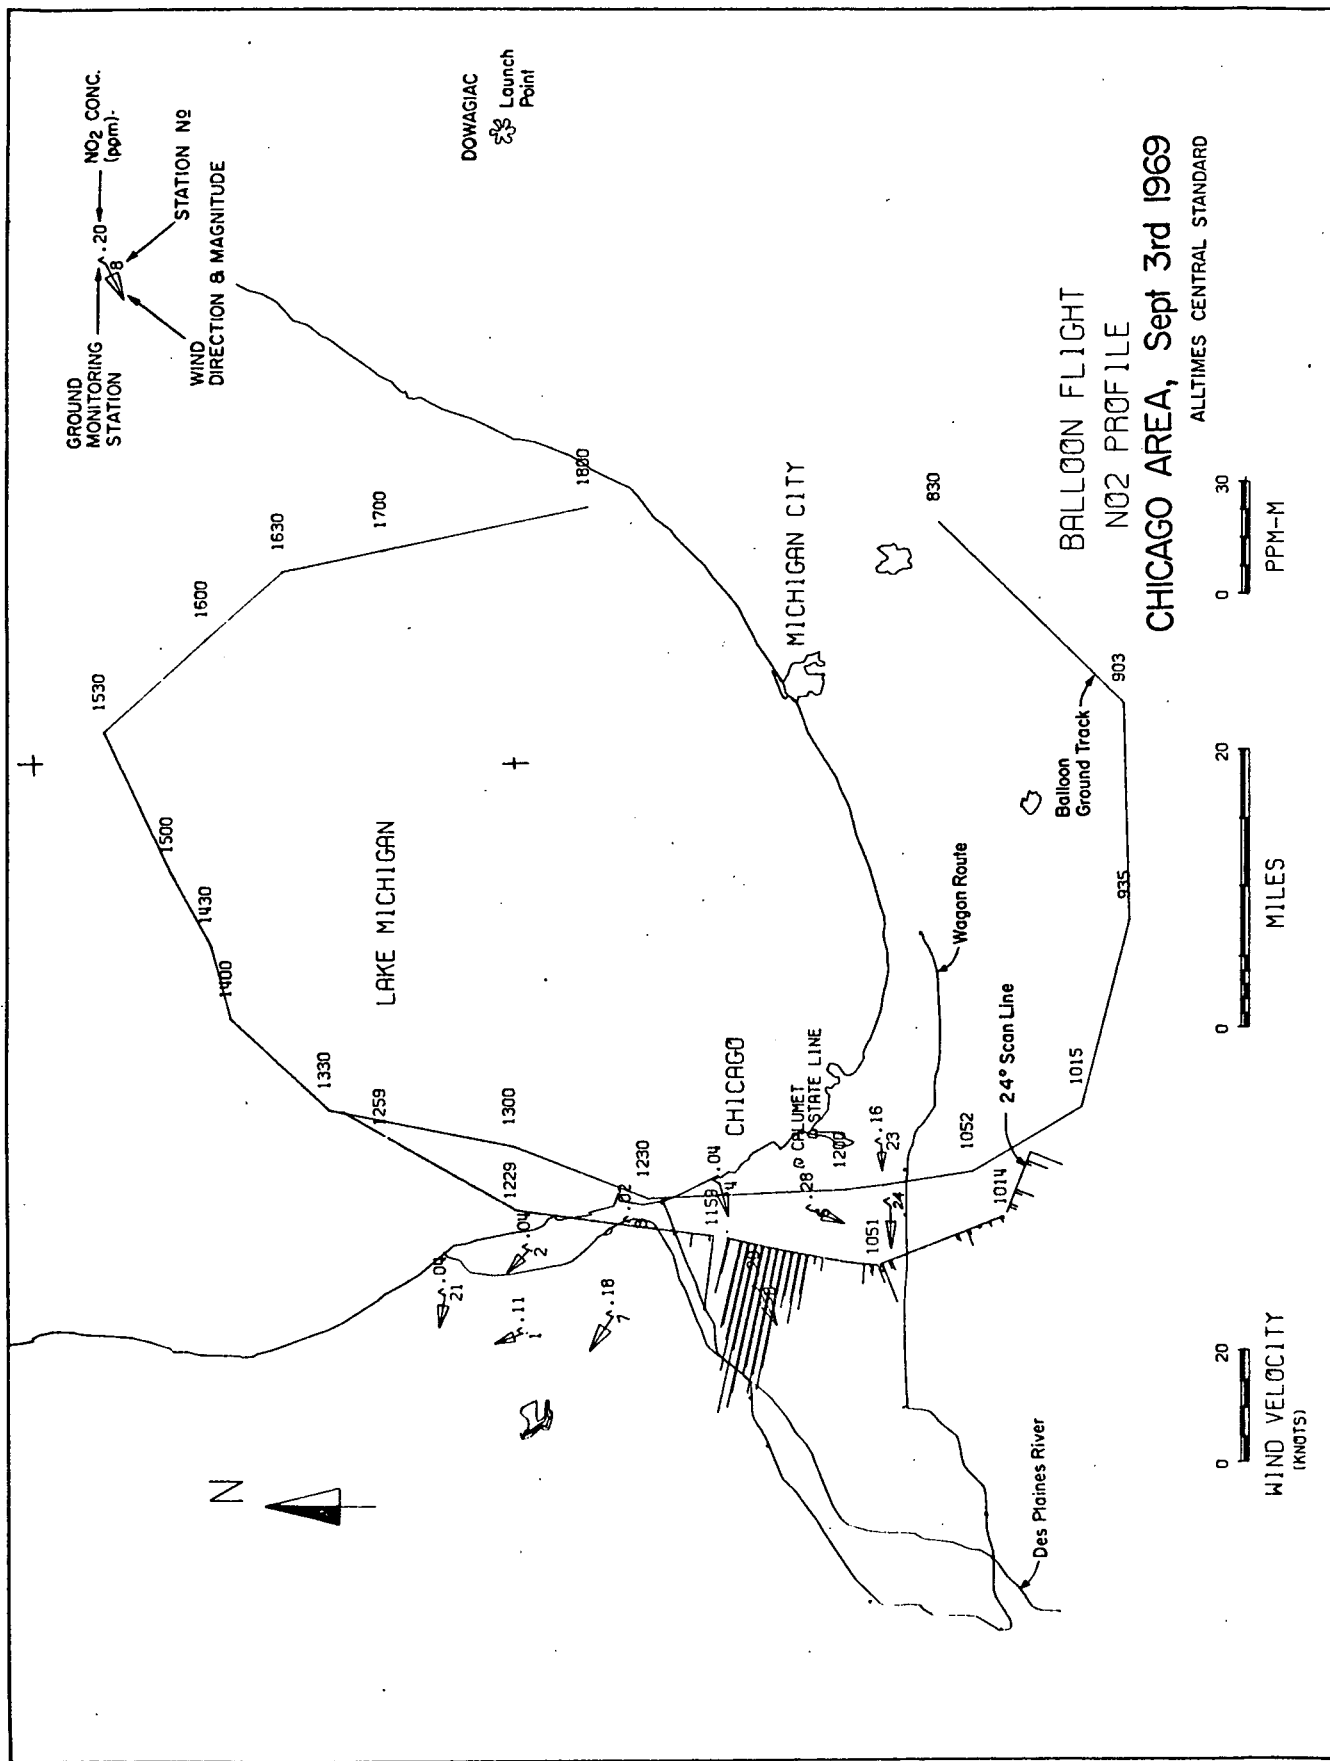 GROUND
MONITORING
STATION
.20
NO2 CONC.
(ppm).
8
STATION No
WIND
DIRECTION & MAGNITUDE
DOWAGIAC
Launch
Point
N
1530
1600
1630
1700
1800
1500
1430
1400
1330
1259
1300
1229
1230
LAKE MICHIGAN
21
.04
2
.11
1
.18
7
.02
8
CHICAGO
1159
.04
4
CALUMET
STATE LINE
1200
.28
.16
23
24
1051
1052
1014
1015
24° Scan Line
Wagon Route
MICHIGAN CITY
830
903
935
Balloon
Ground Track
Des Plaines River
BALLOON FLIGHT
NO2 PROFILE
CHICAGO AREA, Sept 3rd 1969
ALLTIMES CENTRAL STANDARD
0 20
WIND VELOCITY
(KNOTS)
0 20
MILES
0 30
PPM-M